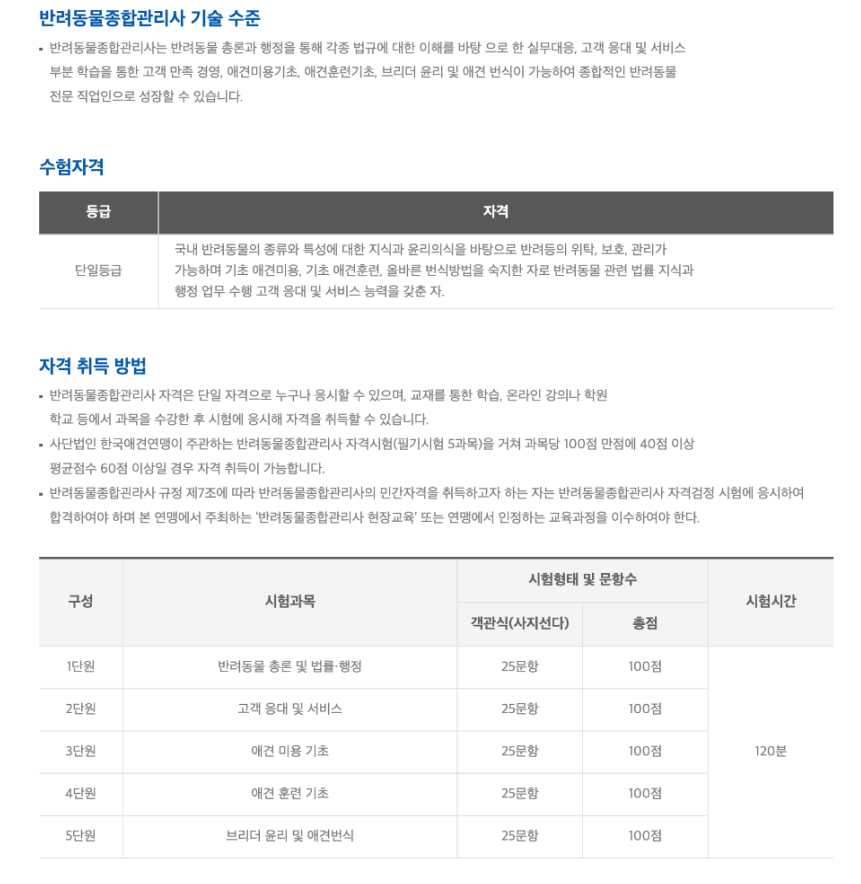 반려동물종합관리사 기술 수준
• 반려동물종합관리사는 반려동물 총론과 행정을 통해 각종 법규에 대한 이해를 바탕 으로 한 실무대응, 고객 응대 및 서비스
부분 학습을 통한 고객 만족 경영, 애견미용기초, 애견훈련기초, 브리더 윤리 및 애견 번식이 가능하여 종합적인 반려동물
전문 직업인으로 성장할 수 있습니다.
수험자격
등급 자격
단일등급
국내 반려동물의 종류와 특성에 대한 지식과 윤리의식을 바탕으로 반려등의 위탁, 보호, 관리가
가능하며 기초 애견미용, 기초 애견훈련, 올바른 번식방법을 숙지한 자로 반려동물 관련 법률 지식과
행정 업무 수행 고객 응대 및 서비스 능력을 갖춘 자.
자격 취득 방법
• 반려동물종합관리사 자격은 단일 자격으로 누구나 응시할 수 있으며, 교재를 통한 학습, 온라인 강의나 학원
학교 등에서 과목을 수강한 후 시험에 응시해 자격을 취득할 수 있습니다.
• 사단법인 한국애견연맹이 주관하는 반려동물종합관리사 자격시험(필기시험 5과목)을 거쳐 과목당 100점 만점에 40점 이상
평균점수 60점 이상일 경우 자격 취득이 가능합니다.
• 반려동물종합괸라사 규정 제7조에 따라 반려동물종합관리사의 민간자격을 취득하고자 하는 자는 반려동물종합관리사 자격검정 시험에 응시하여
합격하여야 하며 본 연맹에서 주최하는 '반려동물종합관리사 현장교육' 또는 연맹에서 인정하는 교육과정을 이수하여야 한다.
구성 시험과목 시험형태 및 문항수 시험시간
객관식(사지선다) 총점
1단원 반려동물 총론 및 법률·행정 25문항 100점
2단원 고객 응대 및 서비스 25문항 100점
3단원 애견 미용 기초 25문항 100점 120분
4단원 애견 훈련 기초 25문항 100점
5단원 브리더 윤리 및 애견번식 25문항 100점